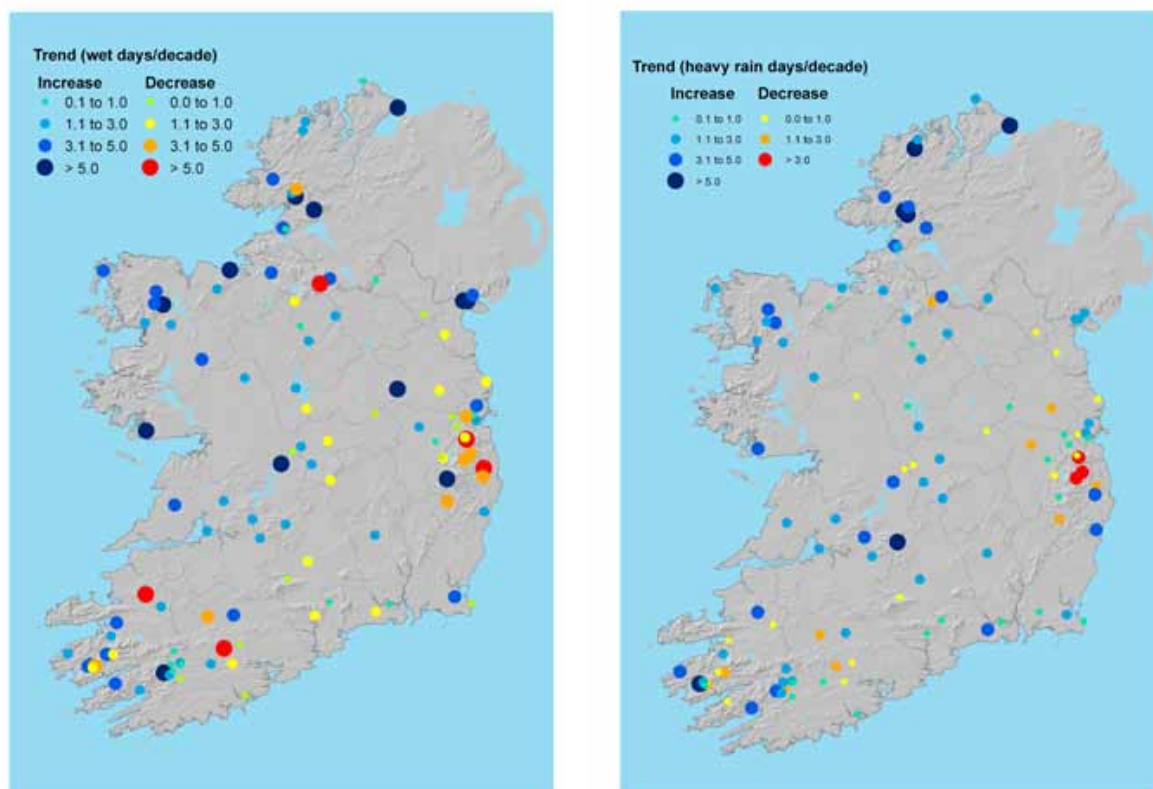 Trend (wet days/decade)
Increase Decrease
0.1 to 1.0 0.0 to 1.0
1.1 to 3.0 1.1 to 3.0
3.1 to 5.0 3.1 to 5.0
> 5.0 > 5.0
Trend (heavy rain days/decade)
Increase Decrease
0.1 to 1.0 0.0 to 1.0
1.1 to 3.0 1.1 to 3.0
3.1 to 5.0 > 3.0
> 5.0